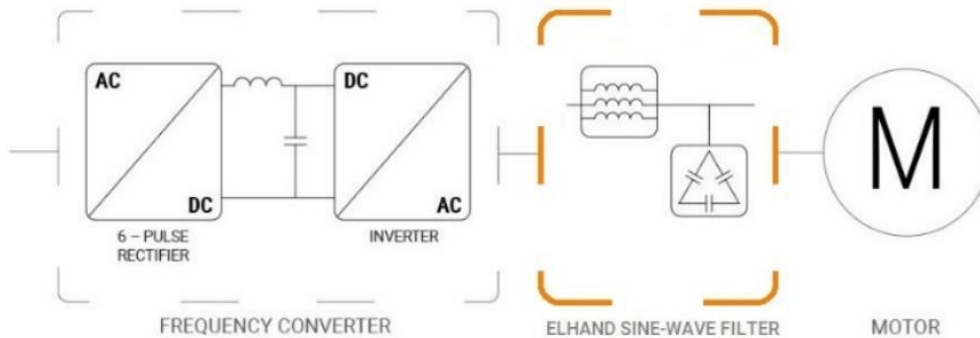 AC
DC
DC
AC
M
6 – PULSE
RECTIFIER
INVERTER
FREQUENCY CONVERTER
ELHAND SINE-WAVE FILTER
MOTOR